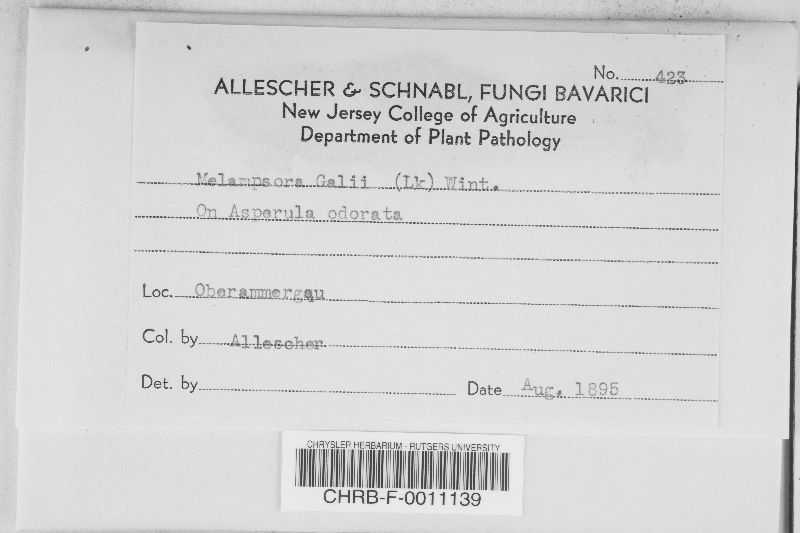 No. 423
ALLESCHER & SCHNABL, FUNGI BAVARICI
New Jersey College of Agriculture
Department of Plant Pathology
Melampsora Galii (Lk) Wint.
On Asperula odorata
Loc. Oberammergau
Col. by Allescher
Det. by
Date Aug. 1895
CHRYSLER HERBARIUM - RUTGERS UNIVERSITY
CHRB-F-0011139